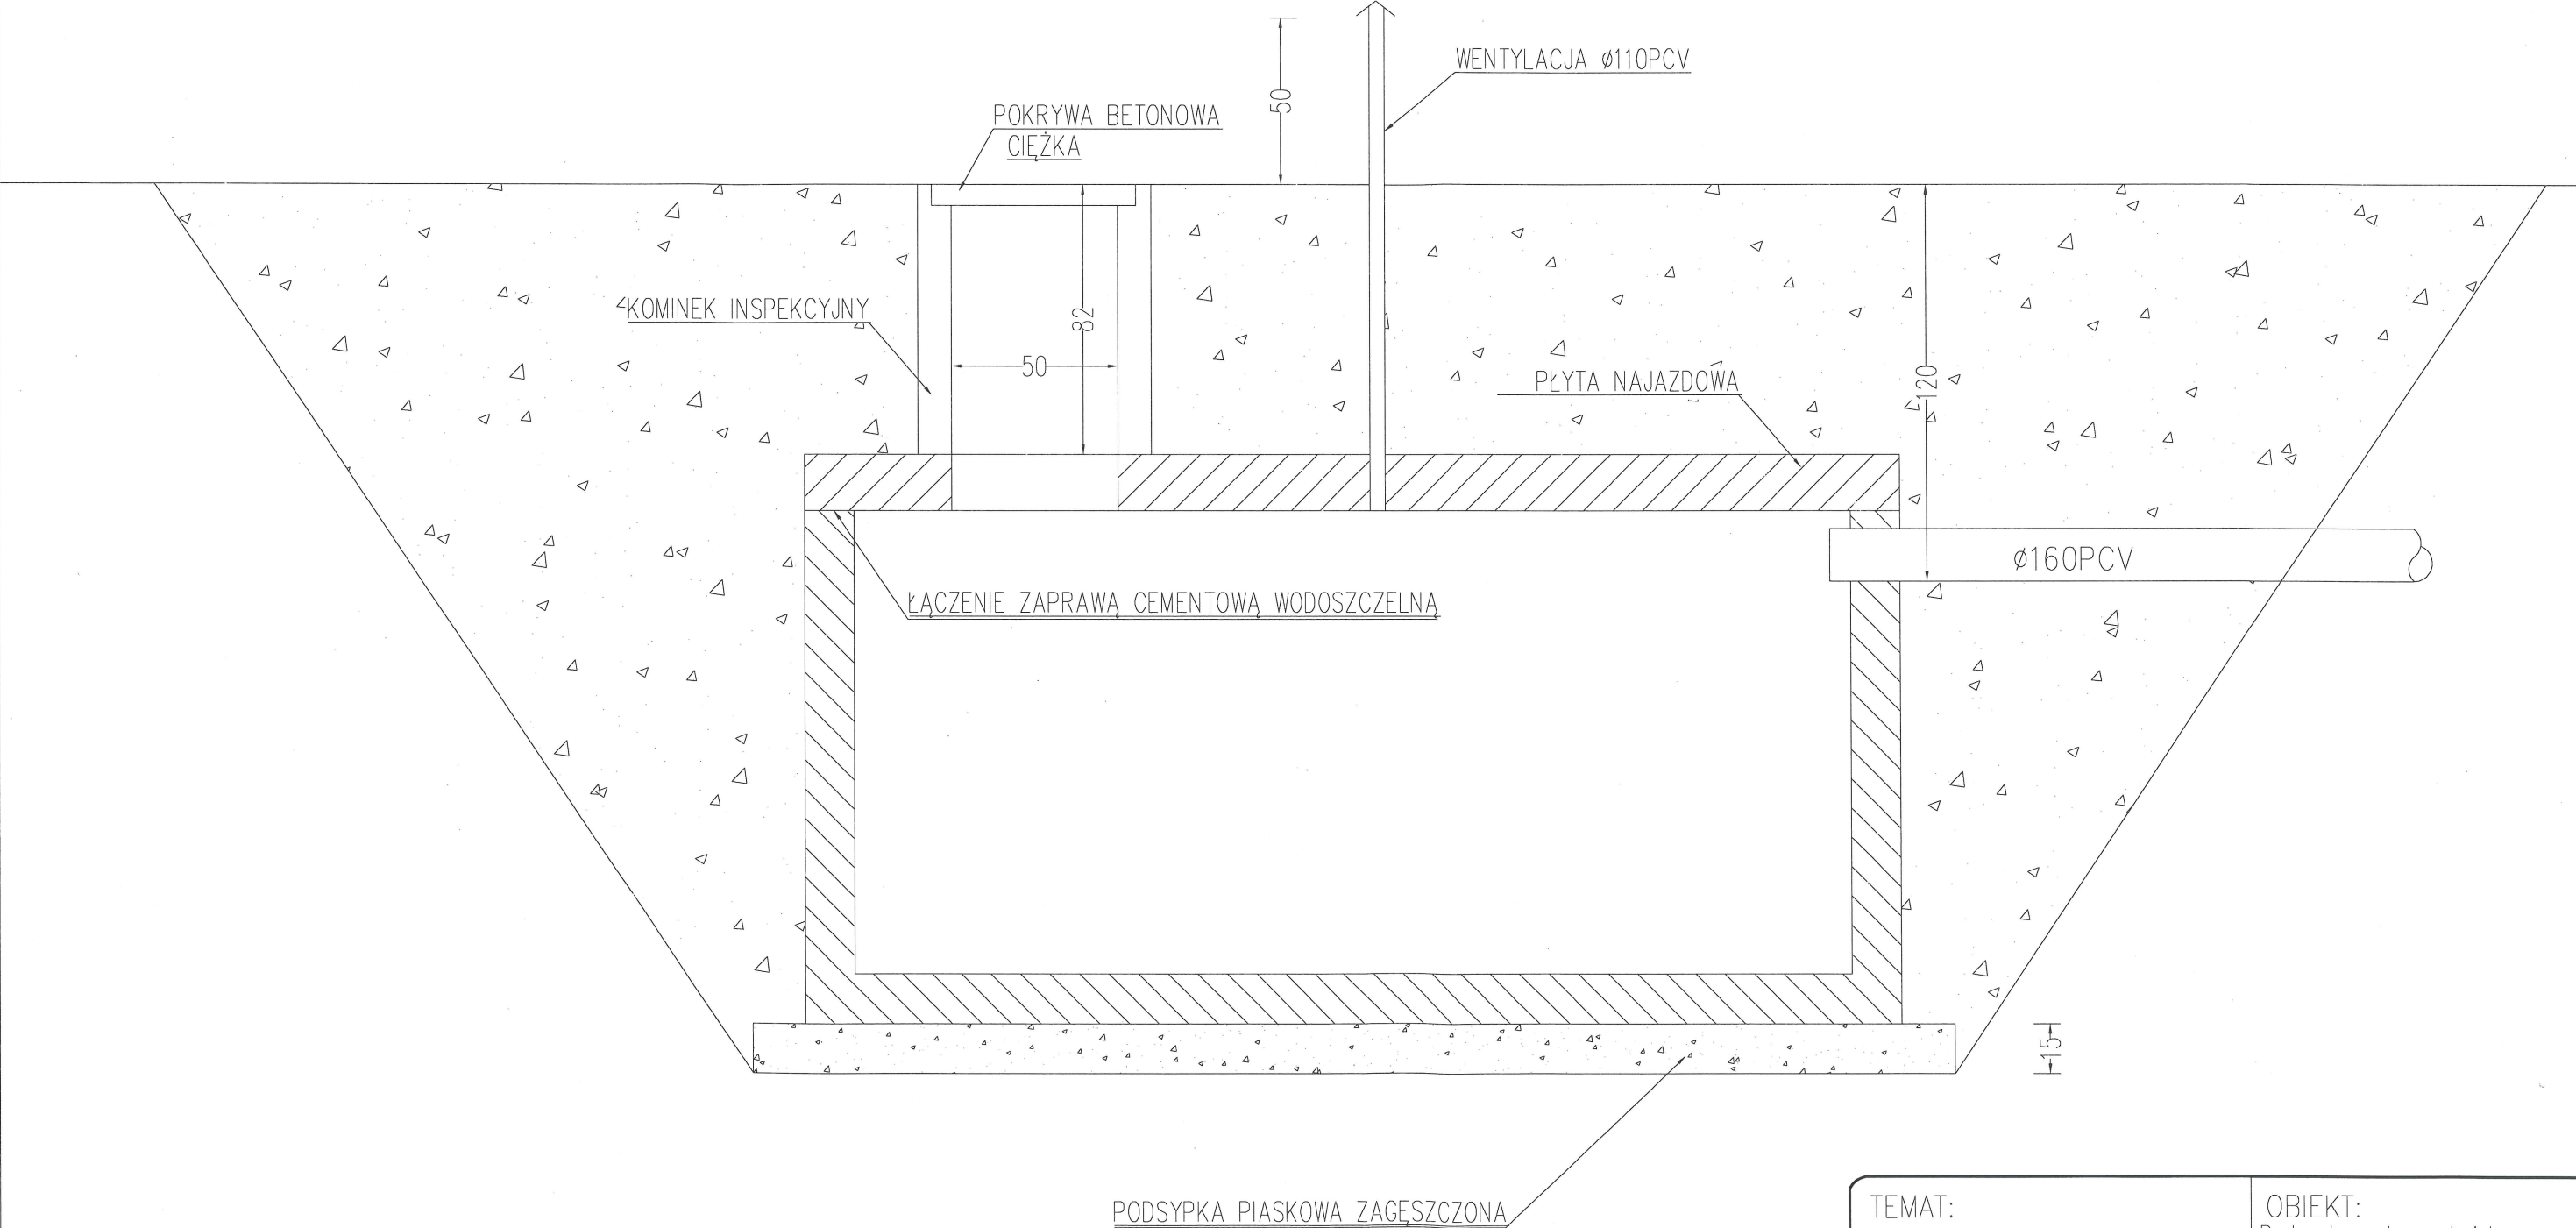 WENTYLACJA ø110PCV
50
POKRYWA BETONOWA
CIĘŻKA
KOMINEK INSPEKCYJNY
82
50
PŁYTA NAJAZDOWA
120
ø160PCV
ŁĄCZENIE ZAPRAWĄ CEMENTOWĄ WODOSZCZELNĄ
15
PODSYPKA PIASKOWA ZAGĘSZCZONA
TEMAT:
OBIEKT: